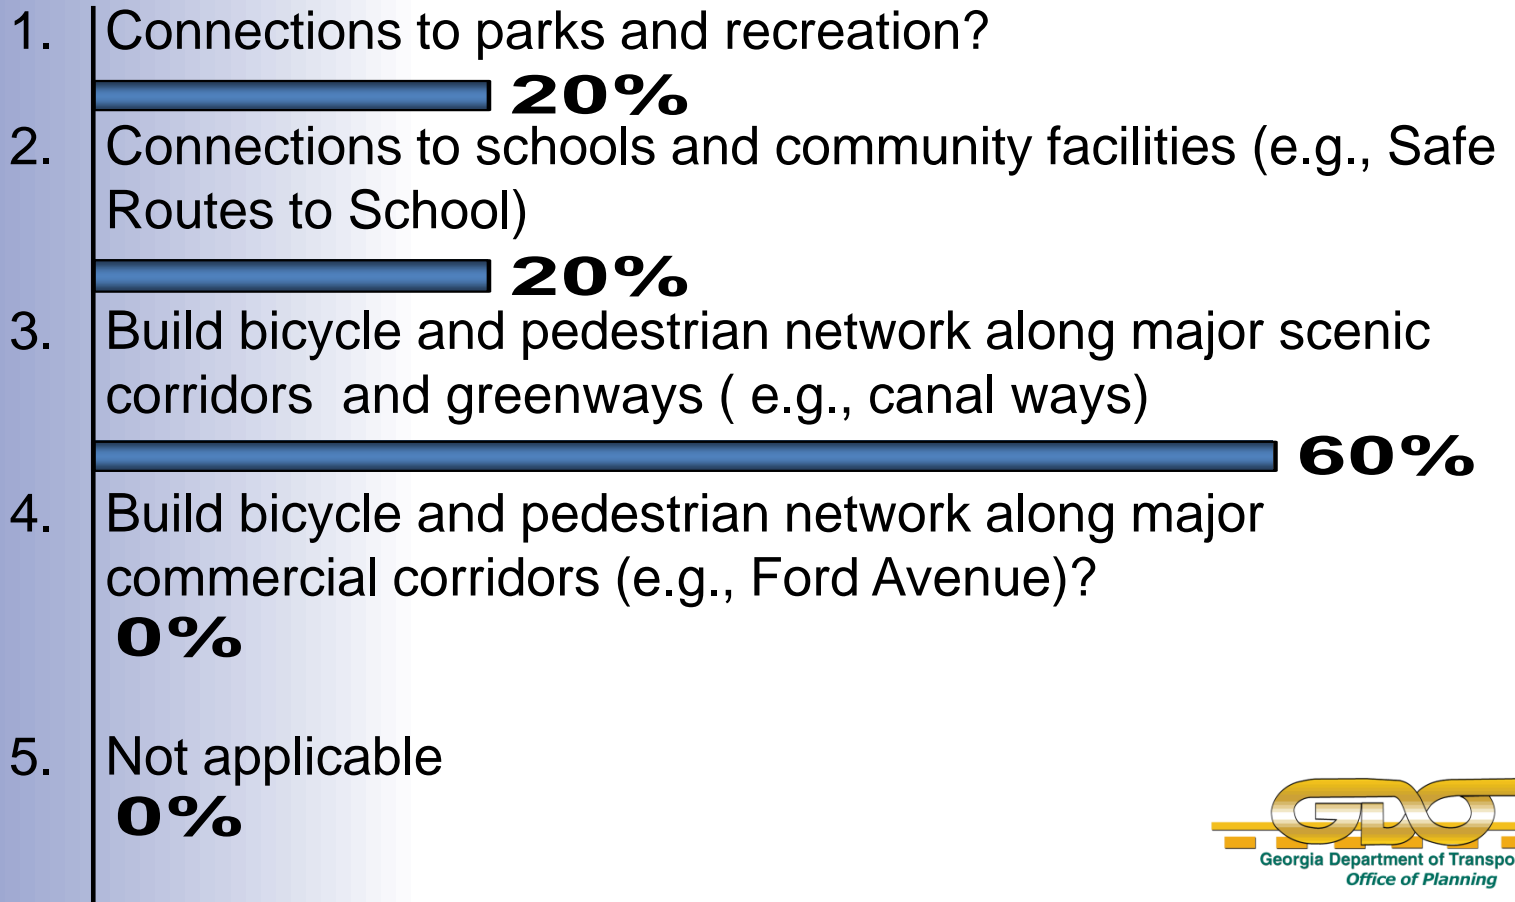 1. Connections to parks and recreation?
20%
2. Connections to schools and community facilities (e.g., Safe
Routes to School)
20%
3. Build bicycle and pedestrian network along major scenic
corridors and greenways ( e.g., canal ways)
60%
4. Build bicycle and pedestrian network along major
commercial corridors (e.g., Ford Avenue)?
0%
5. Not applicable
0%
GDOT
Georgia Department of Transpo
Office of Planning